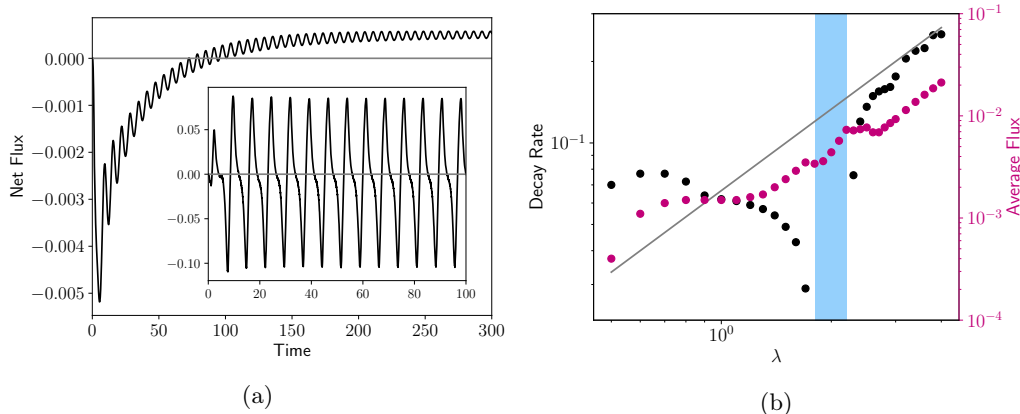 0.000
−0.001
−0.002
−0.003
−0.004
−0.005
Net Flux
0.05
0.00
−0.05
−0.10
0 20 40 60 80 100
0 50 100 150 200 250 300
Time
(a)
10⁻¹
Decay Rate
10⁰
λ
10⁻¹
10⁻²
10⁻³
10⁻⁴
Average Flux
(b)